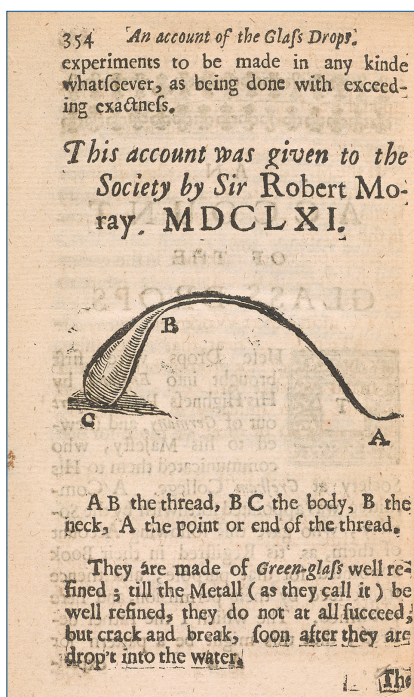 354 An account of the Glaſs Drops.
experiments to be made in any kinde
whatſoever, as being done with exceed-
ing exactneſs.
This account was given to the
Society by Sir Robert Mo-
ray. MDCLXI.
B
C
A
A B the thread, B C the body, B the
neck, A the point or end of the thread.
They are made of Green-glaſs well re-
fined ; till the Metall ( as they call it ) be
well refined, they do not at all ſucceed,
but crack and break, ſoon after they are
drop't into the water.
The